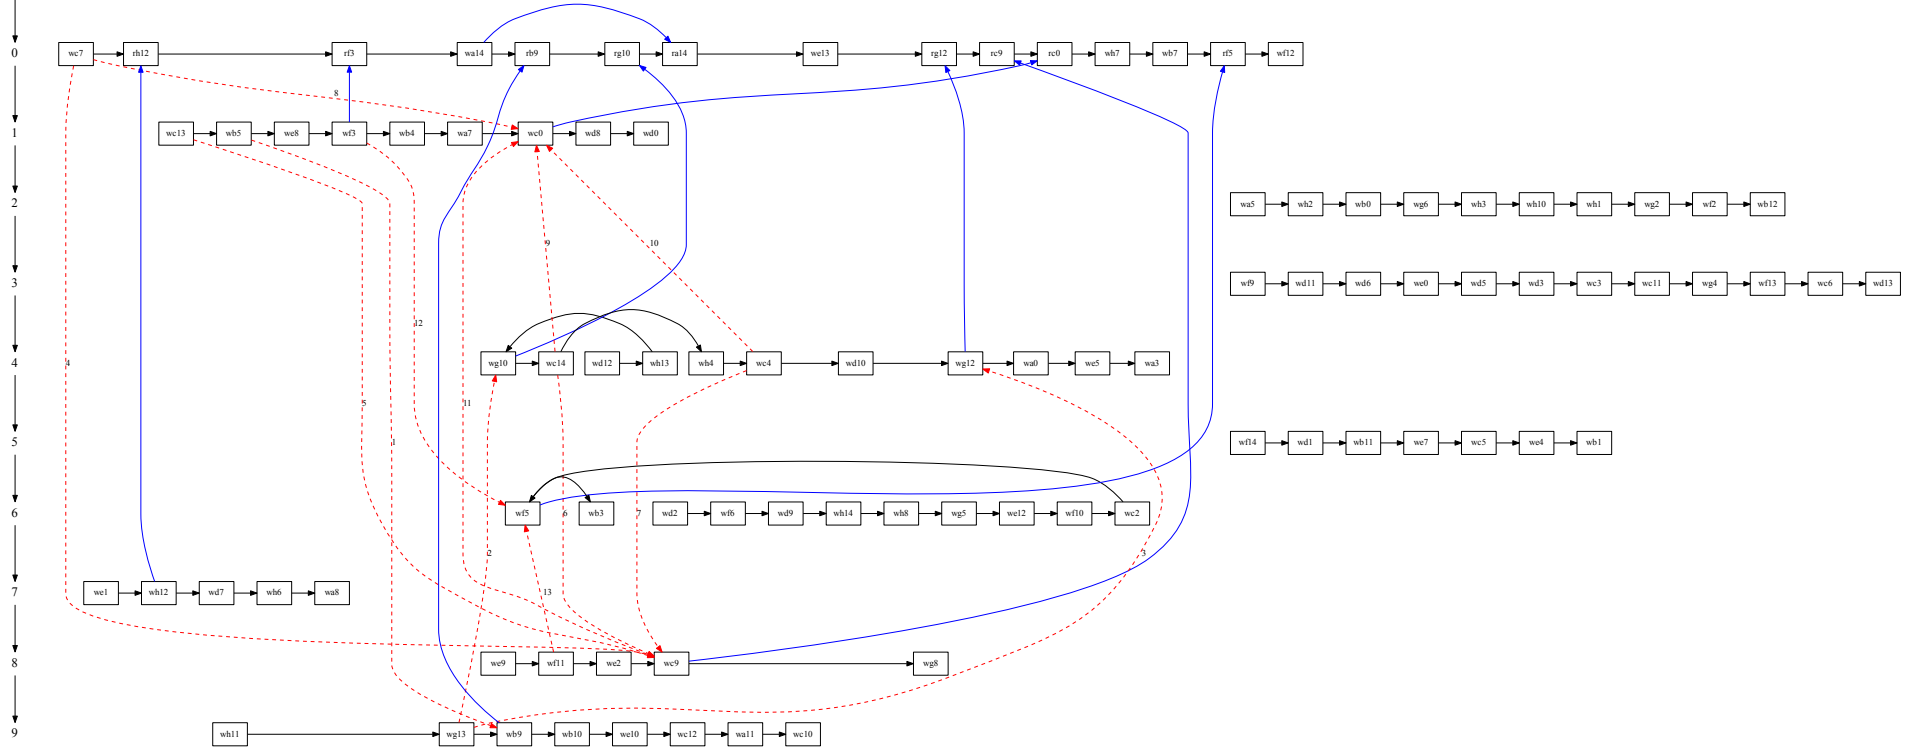 0 wc7 rh12 rf3 wa14 rb9 rg10 ra14 we13 rg12 rc9 rc0 wh7 wb7 rf5 wf12
8
1 wc13 wb5 we8 wf3 wb4 wa7 wc0 wd8 wd0
2 wa5 wh2 wb0 wg6 wh3 wh10 wh1 wg2 wf2 wb12
9 10
3 wf9 wd11 wd6 we0 wd5 wd3 wc3 wc11 wg4 wf13 wc6 wd13
12
4 4 wg10 wc14 wd12 wh13 wh4 wc4 wd10 wg12 wa0 we5 wa3
5 11
5 1 wf14 wd1 wb11 we7 wc5 we4 wb1
6 wf5 6 wb3 7 wd2 wf6 wd9 wh14 wh8 wg5 we12 wf10 wc2
2 3
7 we1 wh12 wd7 wh6 wa8 13
8 we9 wf11 we2 wc9 wg8
9 wh11 wg13 wb9 wb10 we10 wc12 wa11 wc10